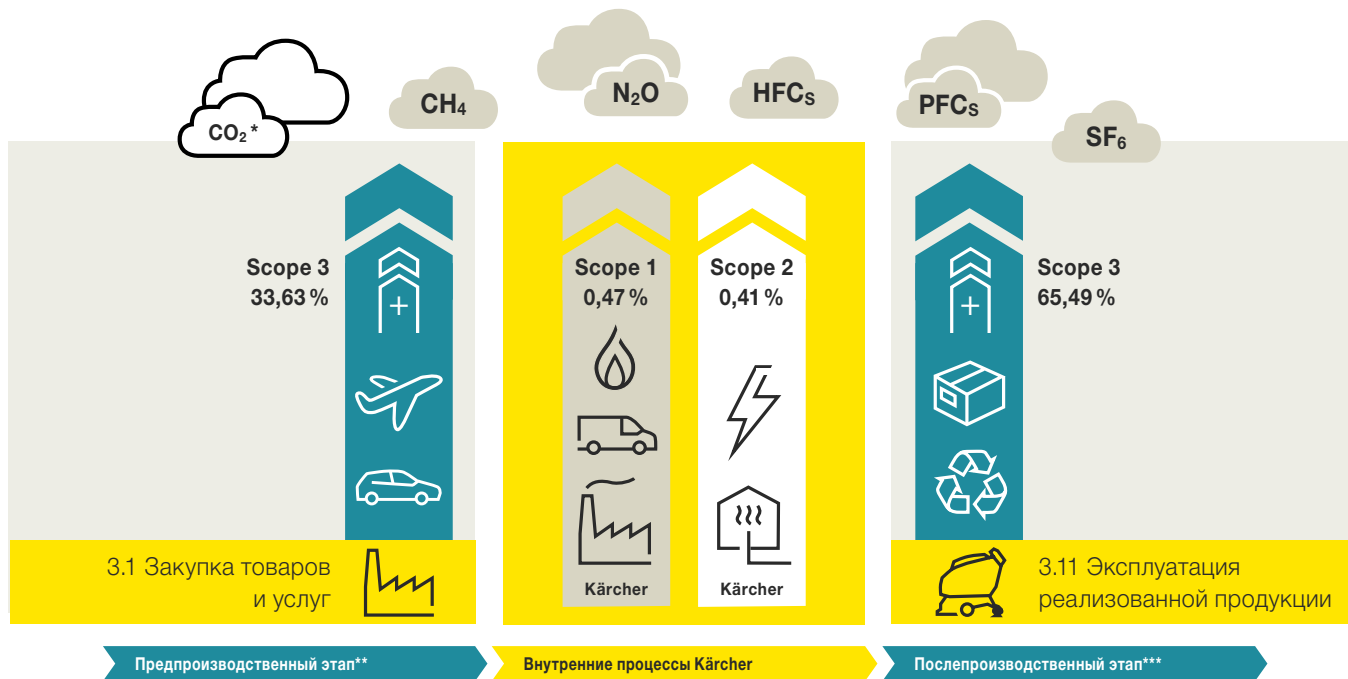 CO₂ *
CH₄
N₂O
HFCs
PFCs
SF₆
Scope 3
33,63 %
Scope 1
0,47 %
Scope 2
0,41 %
Scope 3
65,49 %
3.1 Закупка товаров
и услуг
Kärcher
Kärcher
3.11 Эксплуатация
реализованной продукции
Предпроизводственный этап**
Внутренние процессы Kärcher
Послепроизводственный этап***